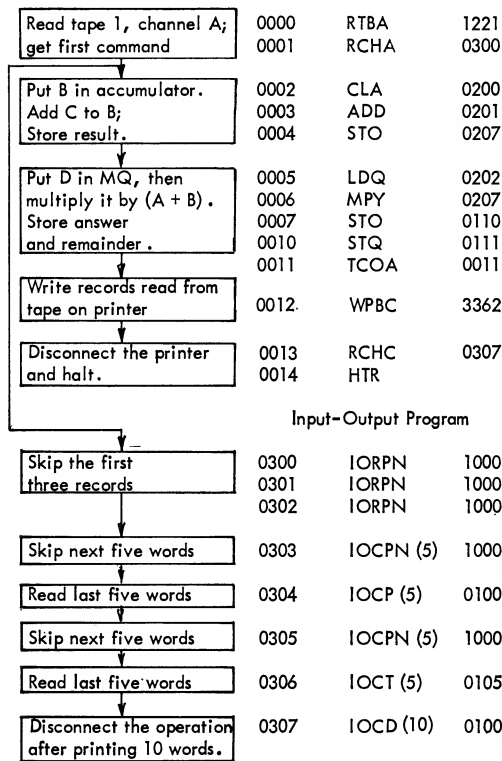 Read tape 1, channel A; 0000 RTBA 1221
get first command 0001 RCHA 0300
Put B in accumulator. 0002 CLA 0200
Add C to B; 0003 ADD 0201
Store result. 0004 STO 0207
Put D in MQ, then 0005 LDQ 0202
multiply it by (A + B). 0006 MPY 0207
Store answer 0007 STO 0110
and remainder. 0010 STQ 0111
0011 TCOA 0011
Write records read from
tape on printer 0012. WPBC 3362
Disconnect the printer 0013 RCHC 0307
and halt. 0014 HTR
Input-Output Program
Skip the first 0300 IORPN 1000
three records 0301 IORPN 1000
0302 IORPN 1000
Skip next five words 0303 IOCPN (5) 1000
Read last five words 0304 IOCP (5) 0100
Skip next five words 0305 IOCPN (5) 1000
Read last five words 0306 IOCT (5) 0105
Disconnect the operation 0307 IOCD (10) 0100
after printing 10 words.